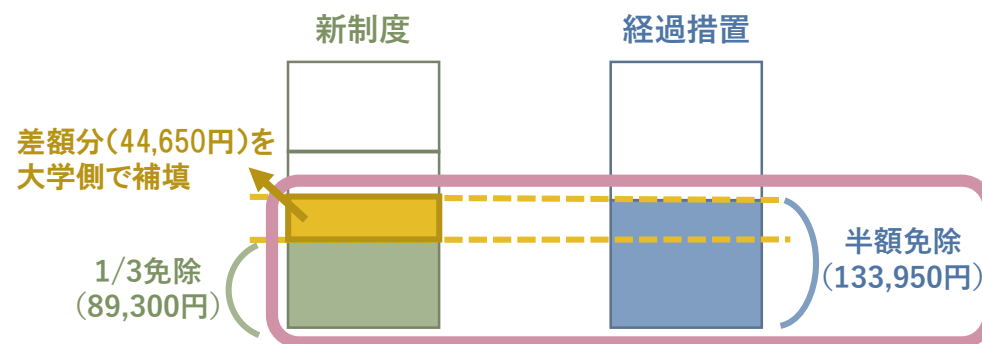 新制度
経過措置
差額分(44,650円)を
大学側で補填
1/3免除
(89,300円)
半額免除
(133,950円)